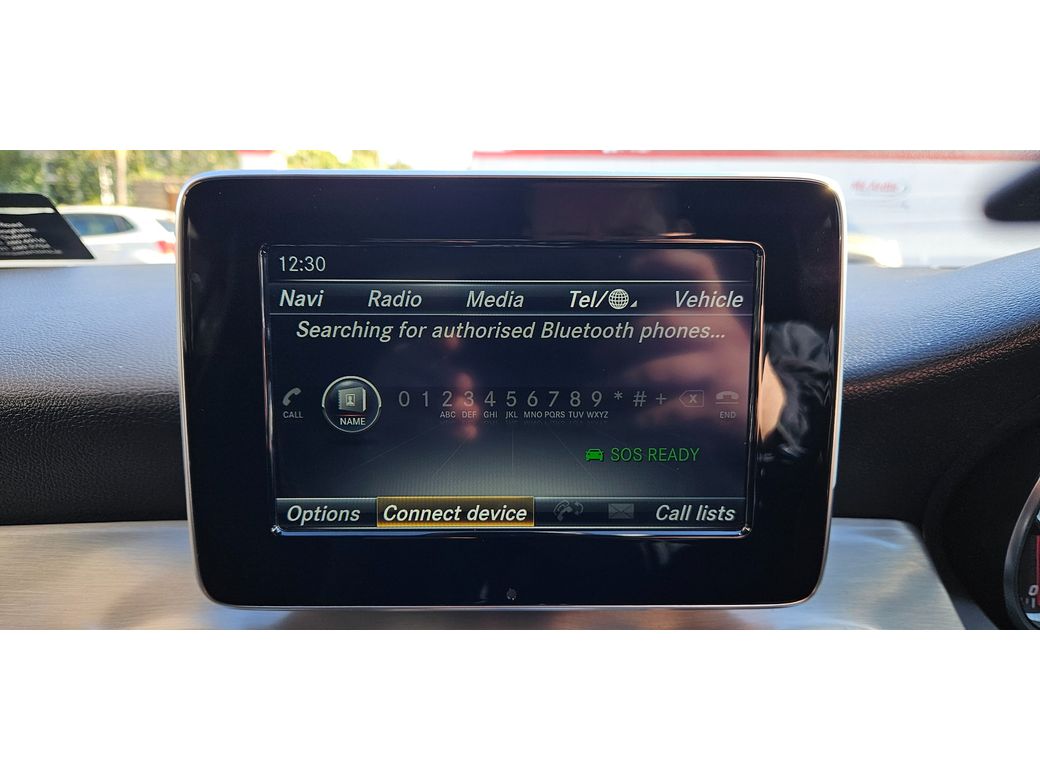 12:30
Navi Radio Media Tel/ Vehicle
Searching for authorised Bluetooth phones...
0 1 2 3 4 5 6 7 8 9 * # +
CALL NAME ABC DEF GHI JKL MNO PQRS TUV WXYZ END
SOS READY
Options Connect device Call lists